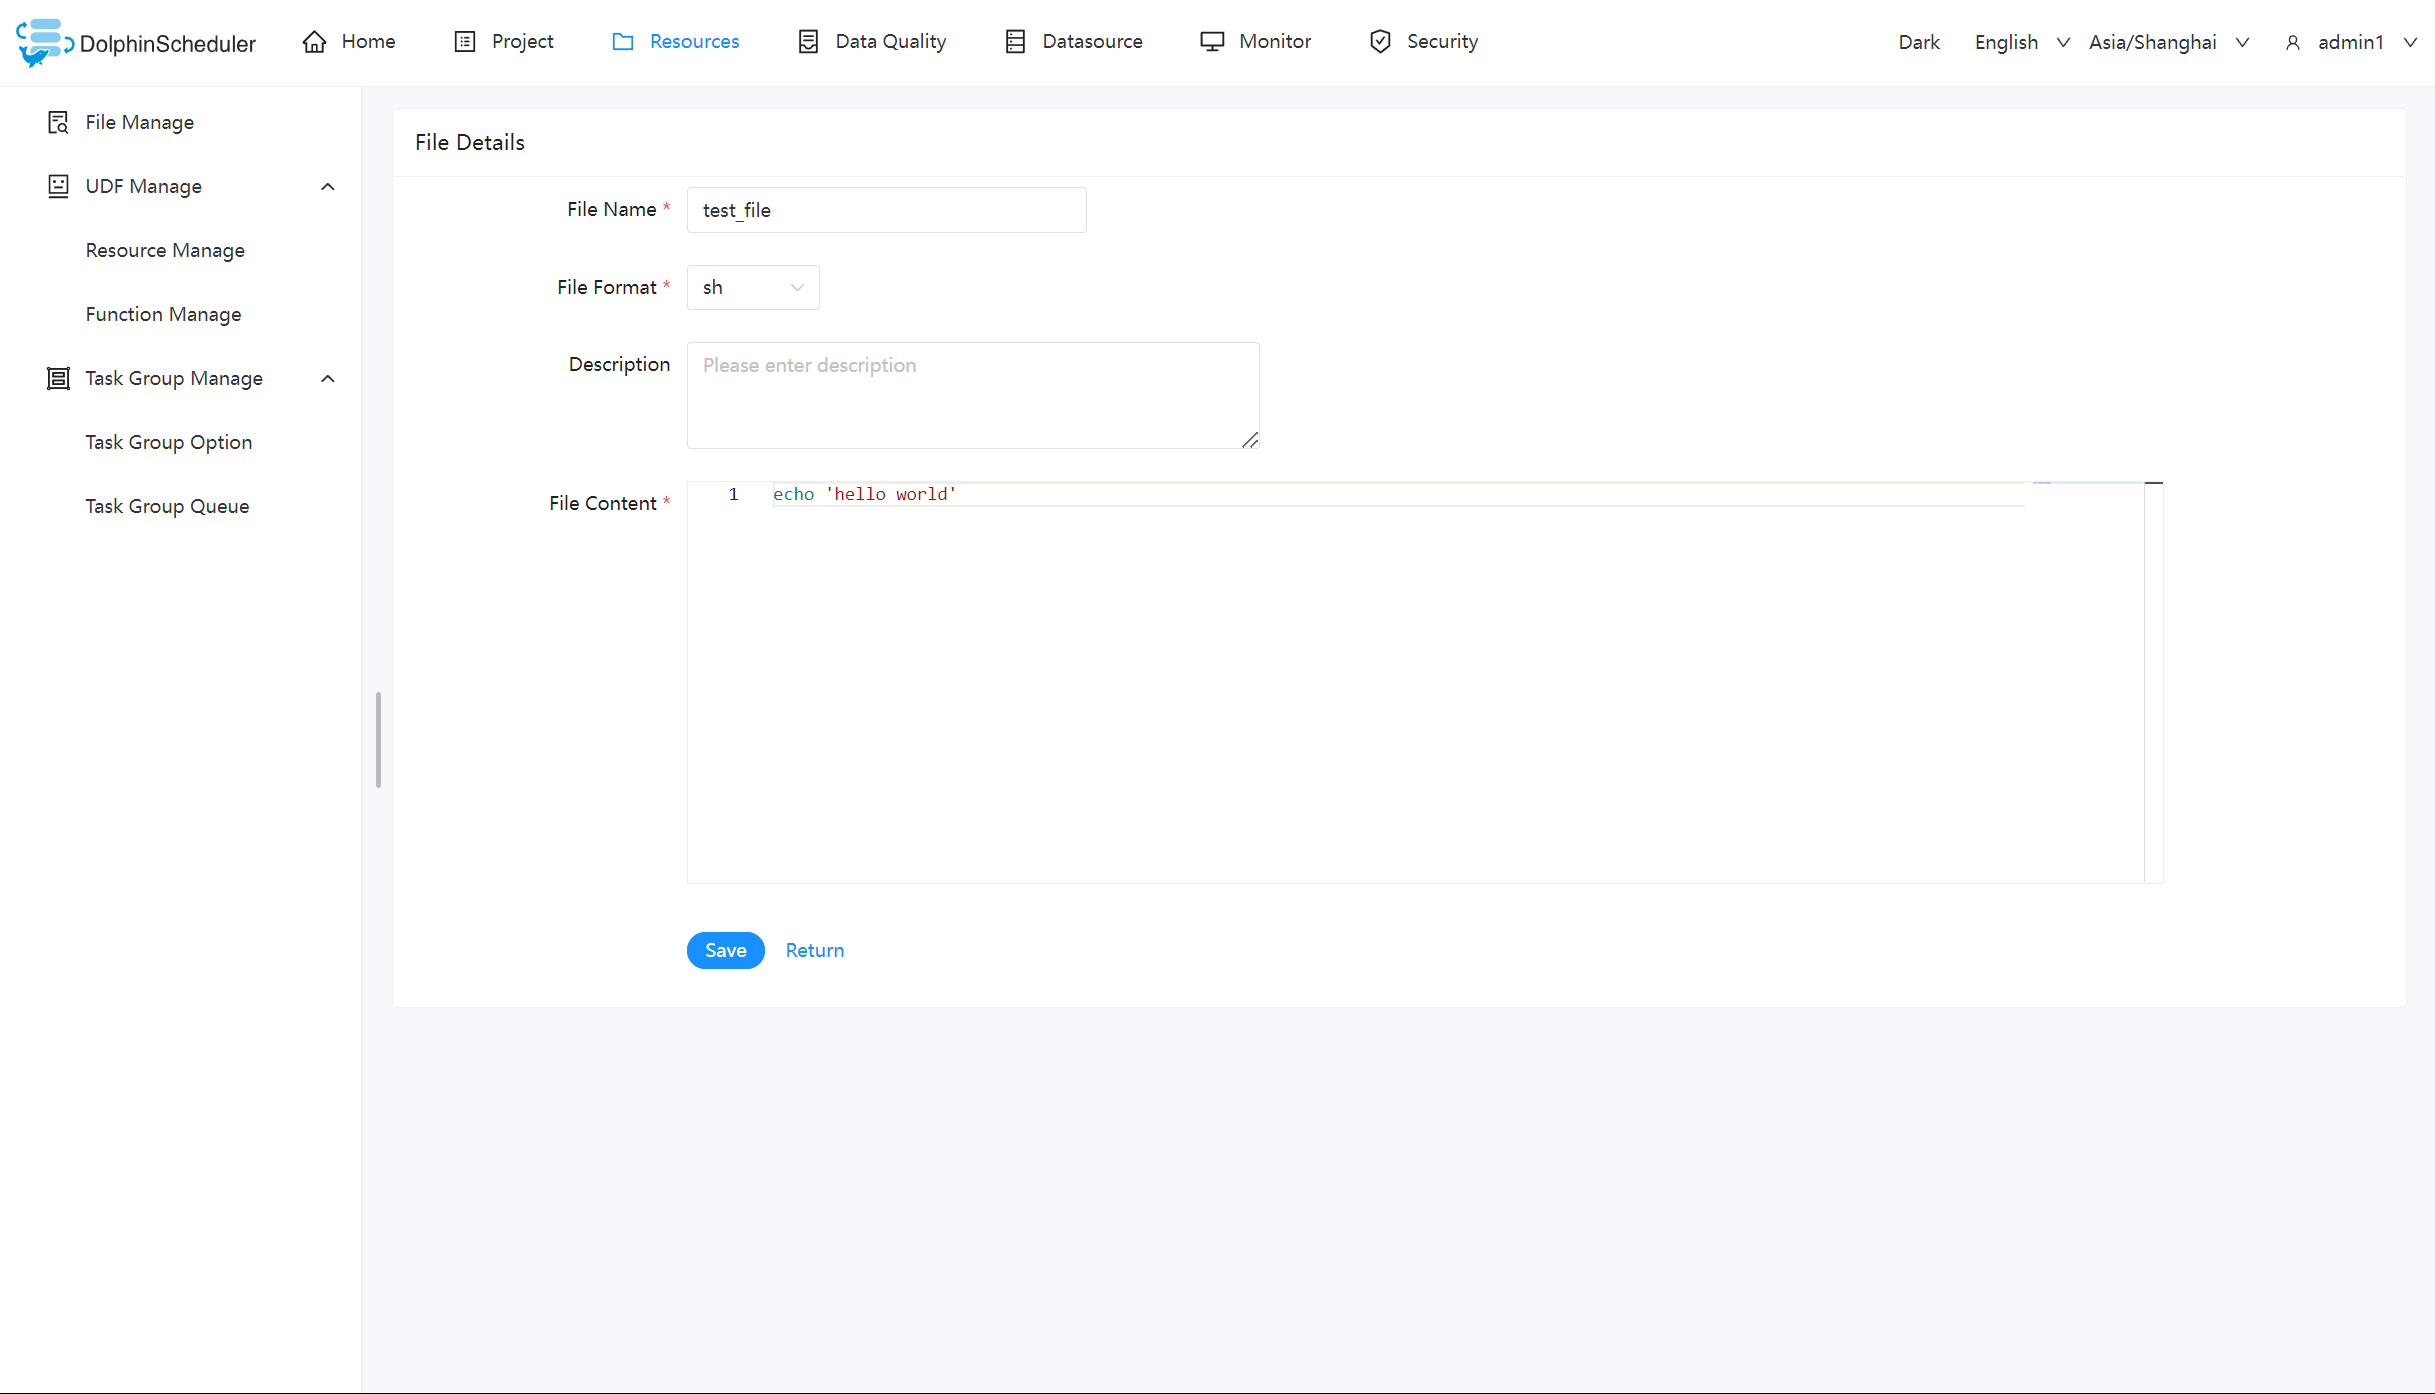 DolphinScheduler Home Project Resources Data Quality Datasource Monitor Security Dark English Asia/Shanghai admin1
File Manage
UDF Manage
Resource Manage
Function Manage
Task Group Manage
Task Group Option
Task Group Queue
File Details
File Name * test_file
File Format * sh
Description Please enter description
File Content * 1 echo 'hello world'
Save Return